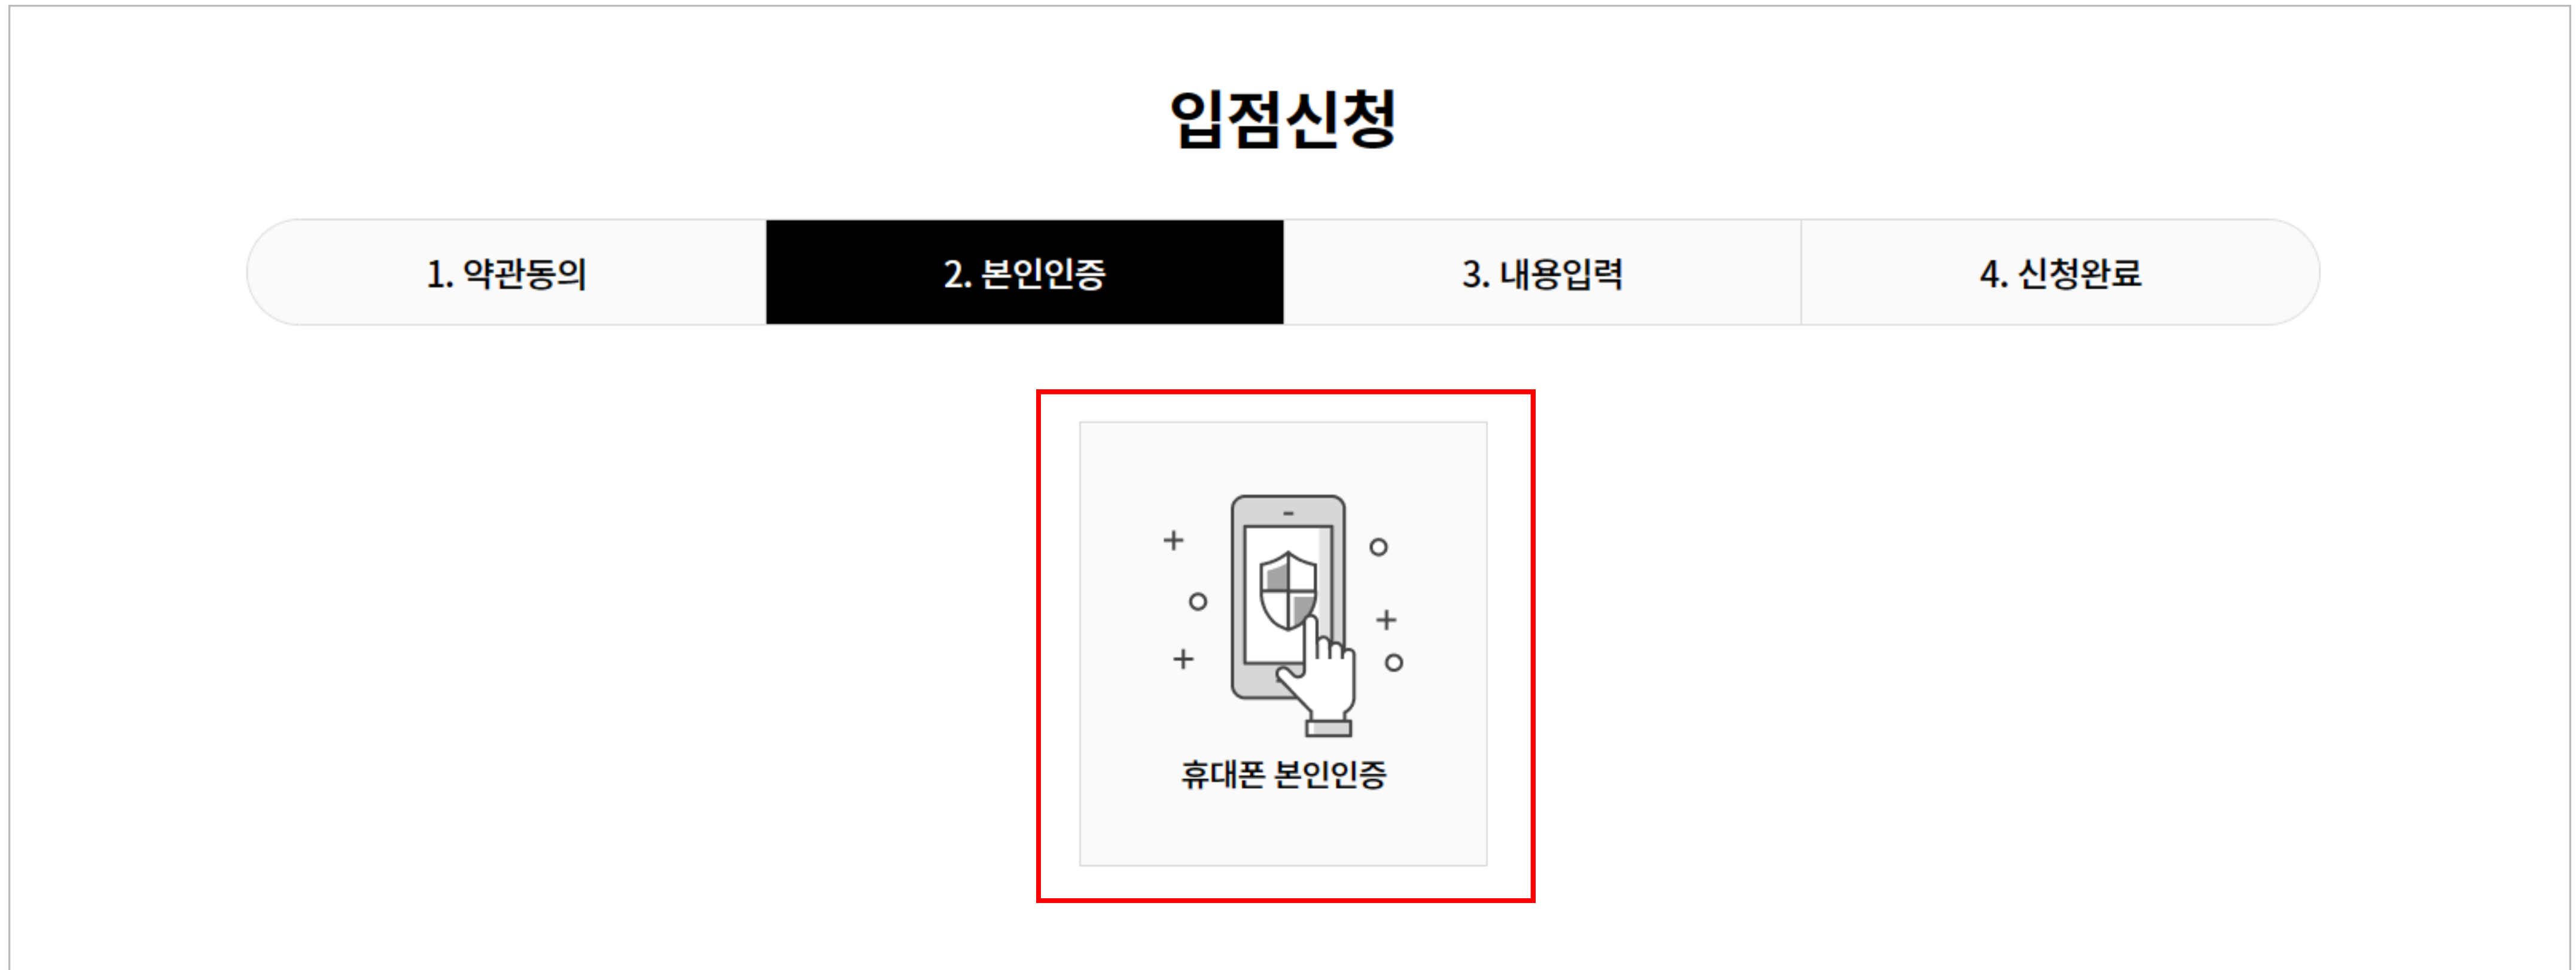 입점신청
1. 약관동의
2. 본인인증
3. 내용입력
4. 신청완료
휴대폰 본인인증